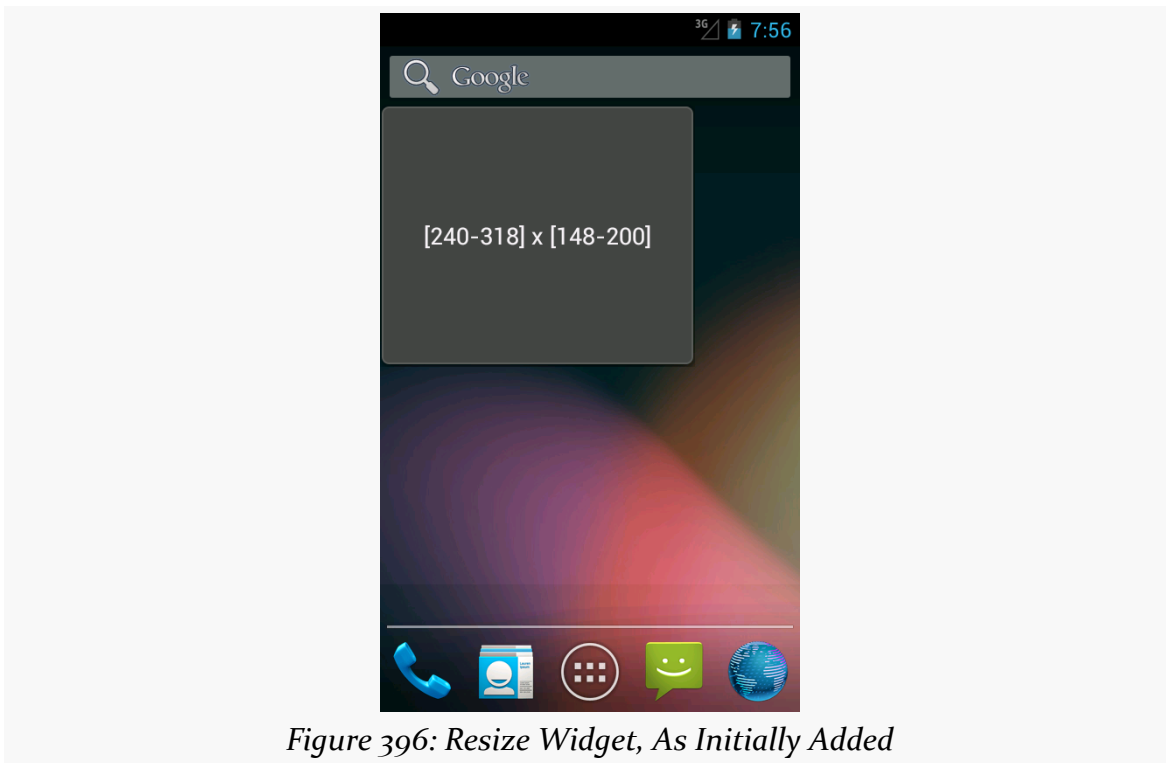 3G 7:56
Google
[240-318] x [148-200]
Figure 396: Resize Widget, As Initially Added